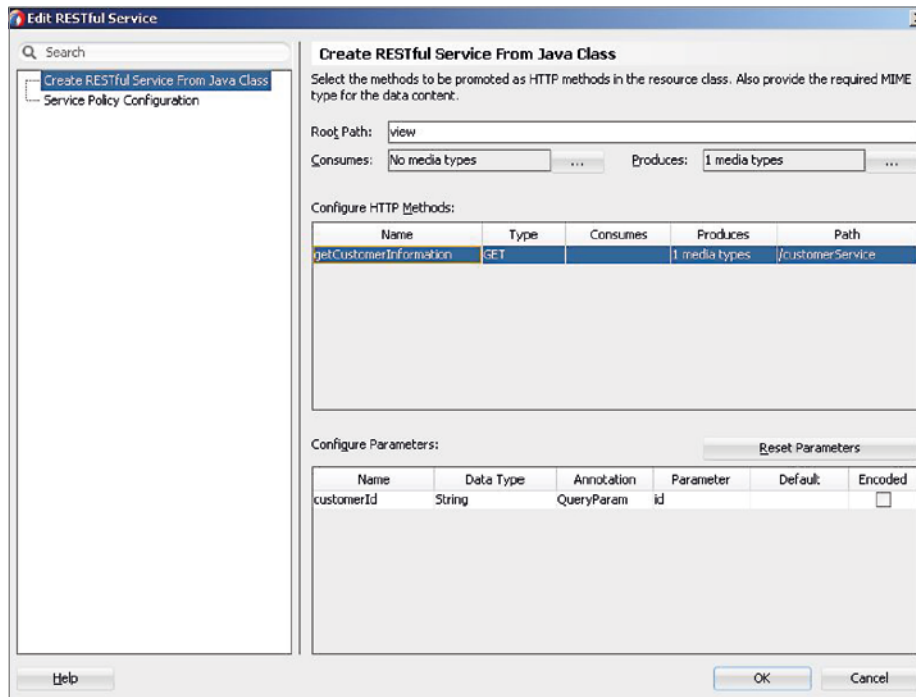 Edit RESTful Service
Search
Create RESTful Service From Java Class
Service Policy Configuration
Create RESTful Service From Java Class
Select the methods to be promoted as HTTP methods in the resource class. Also provide the required MIME
type for the data content.
Root Path: view
Consumes: No media types ... Produces: 1 media types ...
Configure HTTP Methods:
Name Type Consumes Produces Path
getCustomerInformation GET 1 media types /customerService
Configure Parameters: Reset Parameters
Name Data Type Annotation Parameter Default Encoded
customerId String QueryParam id
Help OK Cancel